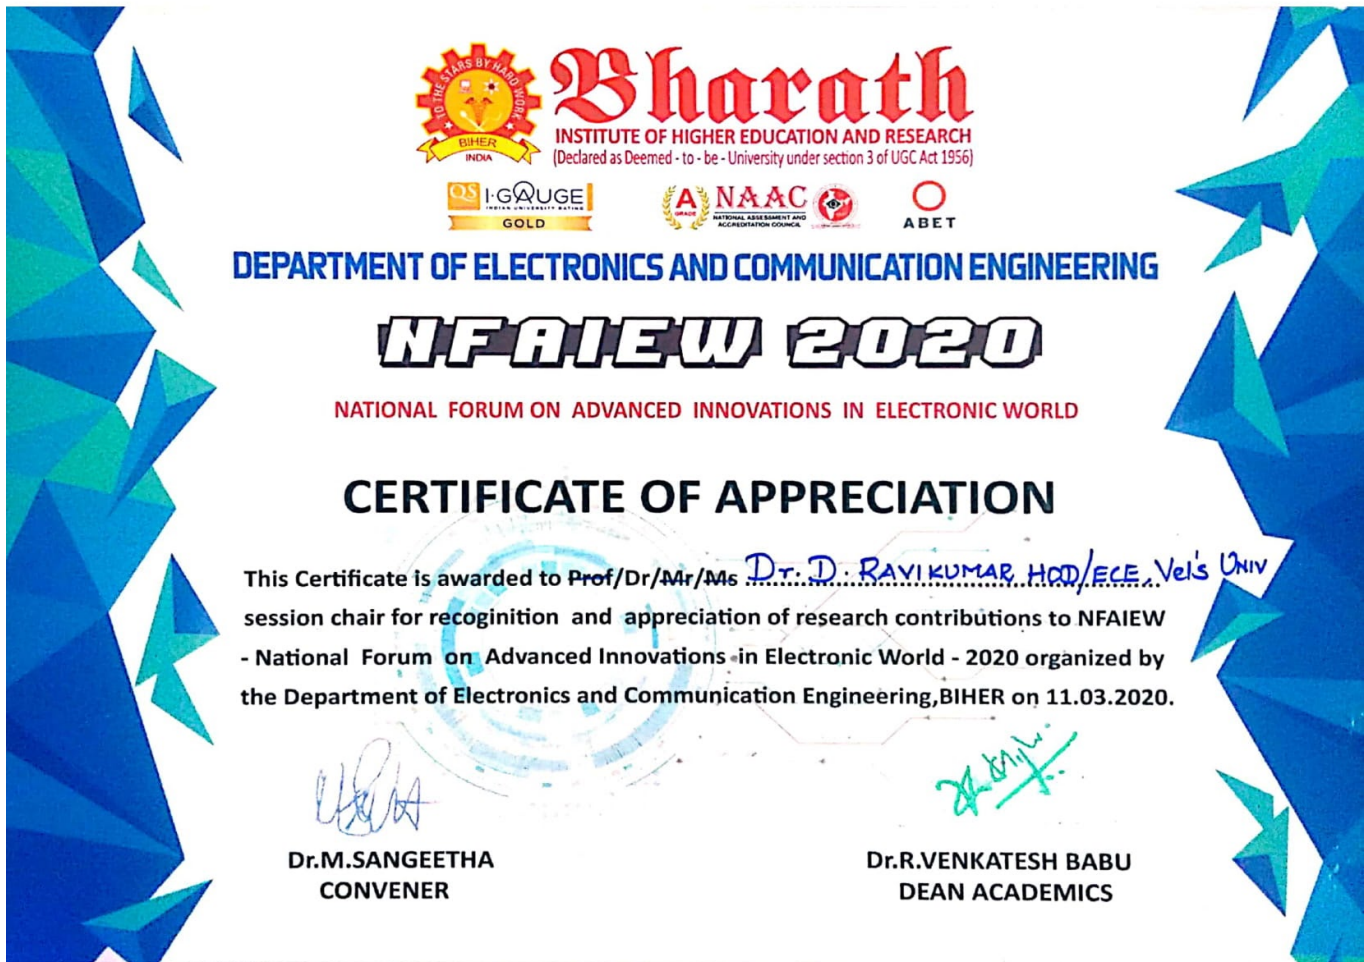 TO THE STARS BY HARD WORK
BIHER
INDIA
Bharath
INSTITUTE OF HIGHER EDUCATION AND RESEARCH
(Declared as Deemed - to - be - University under section 3 of UGC Act 1956)
QS I·GAUGE
INDIAN UNIVERSITY RATING
GOLD
A
GRADE
NAAC
NATIONAL ASSESSMENT AND
ACCREDITATION COUNCIL
ABET
DEPARTMENT OF ELECTRONICS AND COMMUNICATION ENGINEERING
NFAIEW 2020
NATIONAL FORUM ON ADVANCED INNOVATIONS IN ELECTRONIC WORLD
CERTIFICATE OF APPRECIATION
This Certificate is awarded to Prof/Dr/Mr/Ms Dr. D. RAVIKUMAR HOD/ECE, Vel's UNIV
session chair for recoginition and appreciation of research contributions to NFAIEW
- National Forum on Advanced Innovations in Electronic World - 2020 organized by
the Department of Electronics and Communication Engineering,BIHER on 11.03.2020.
Dr.M.SANGEETHA
CONVENER
Dr.R.VENKATESH BABU
DEAN ACADEMICS